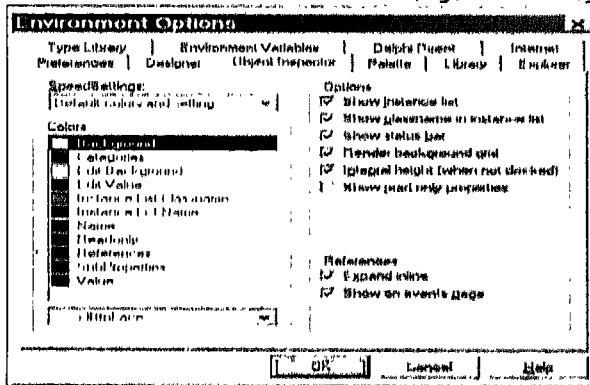 Environment Options
Type Library | Environment Variables | Delphi Direct | Internet
Preferences | Designer | Object Inspector | Palette | Library | Explorer
SpeedSettings:
Default colors and setting
Colors
Background
Categories
Edit Background
Edit Value
Instance List Classname
Instance List Name
Name
Readonly
References
SubProperties
Value
Options
Show instance list
Show classname in instance list
Show status bar
Render background grid
Integral height (when not docked)
Show read only properties
References
Expand inline
Show on events page
OK
Cancel
Help